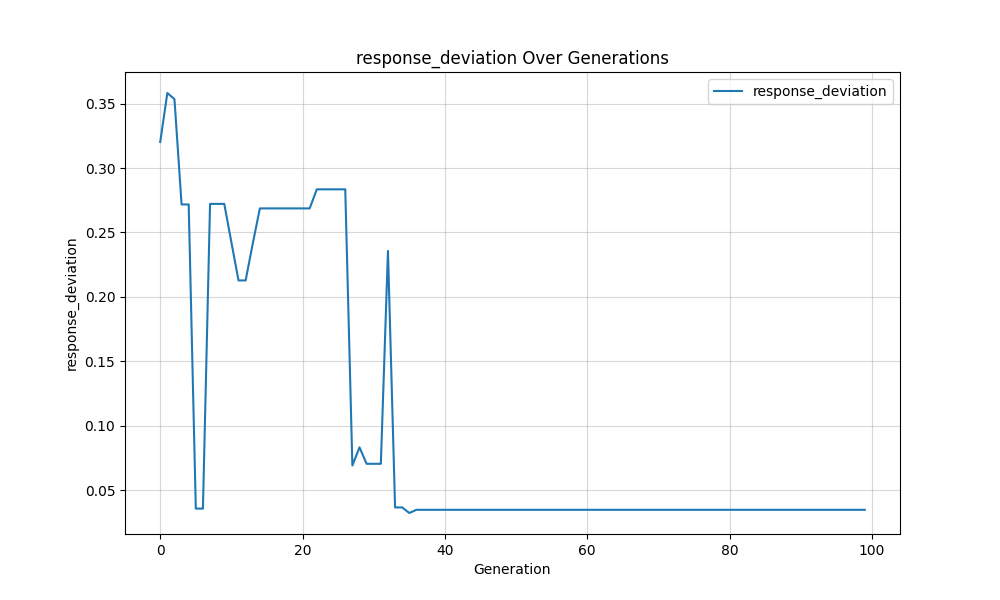 response_deviation Over Generations
response_deviation
0.35
0.30
0.25
0.20
0.15
0.10
0.05
response_deviation
0 20 40 60 80 100
Generation